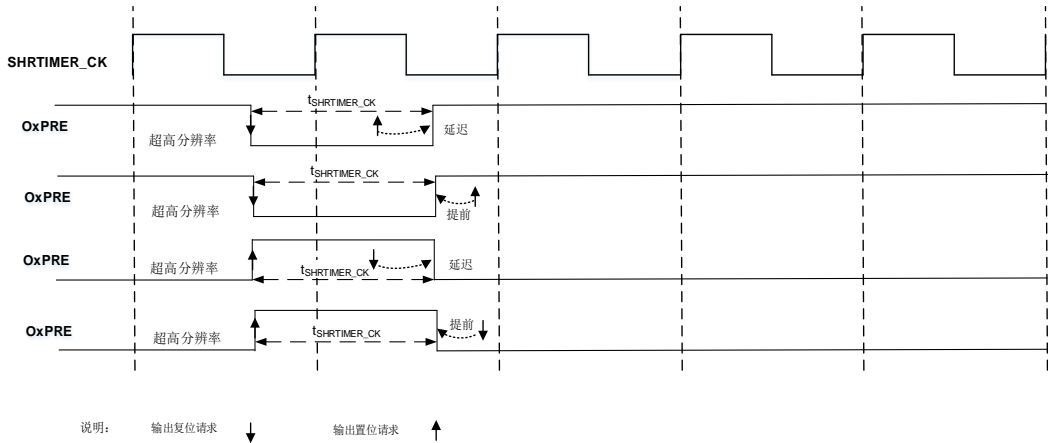 SHRTIMER_CK
tSHRTIMER_CK
OxPRE
超高分辨率
延迟
tSHRTIMER_CK
OxPRE
超高分辨率
提前
OxPRE
超高分辨率
tSHRTIMER_CK
延迟
OxPRE
超高分辨率
tSHRTIMER_CK
提前
说明： 输出复位请求 输出置位请求